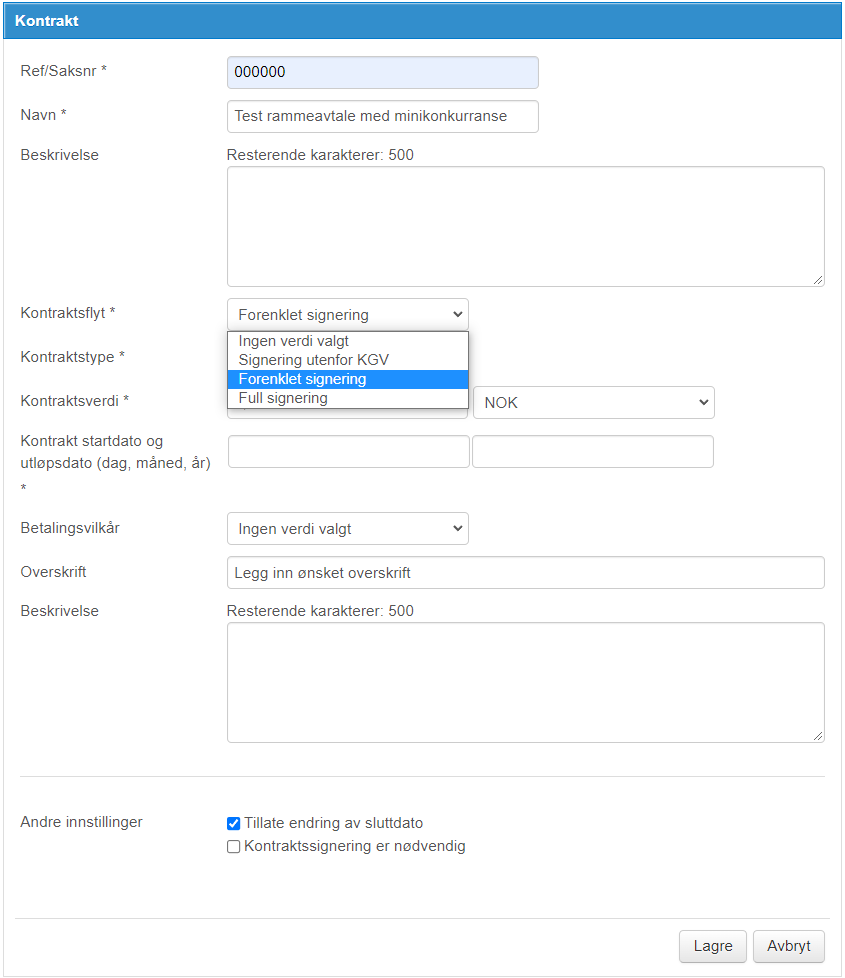 Kontrakt
Ref/Saksnr *
000000
Navn *
Test rammeavtale med minikonkurranse
Beskrivelse
Resterende karakterer: 500
Kontraktsflyt *
Forenklet signering
Ingen verdi valgt
Signering utenfor KGV
Forenklet signering
Full signering
Kontraktstype *
Kontraktsverdi *
NOK
Kontrakt startdato og
utløpsdato (dag, måned, år)
*
Betalingsvilkår
Ingen verdi valgt
Overskrift
Legg inn ønsket overskrift
Beskrivelse
Resterende karakterer: 500
Andre innstillinger
Tillate endring av sluttdato
Kontraktssignering er nødvendig
Lagre
Avbryt